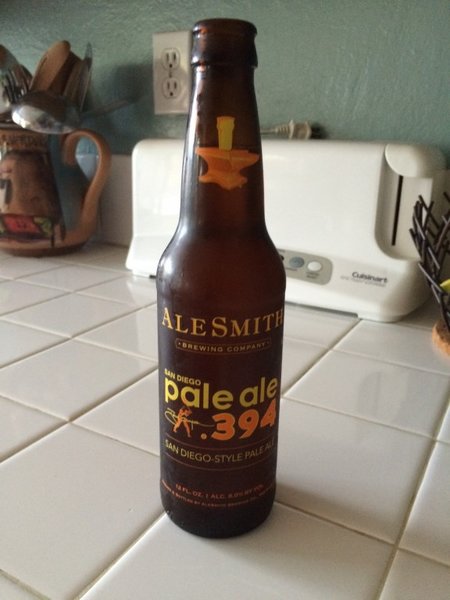 ALESMITH
BREWING COMPANY
SAN DIEGO
pale ale
.394
SAN DIEGO-STYLE PALE ALE
12 FL. OZ. | ALC. 6.0% BY VOL.
Cuisinart